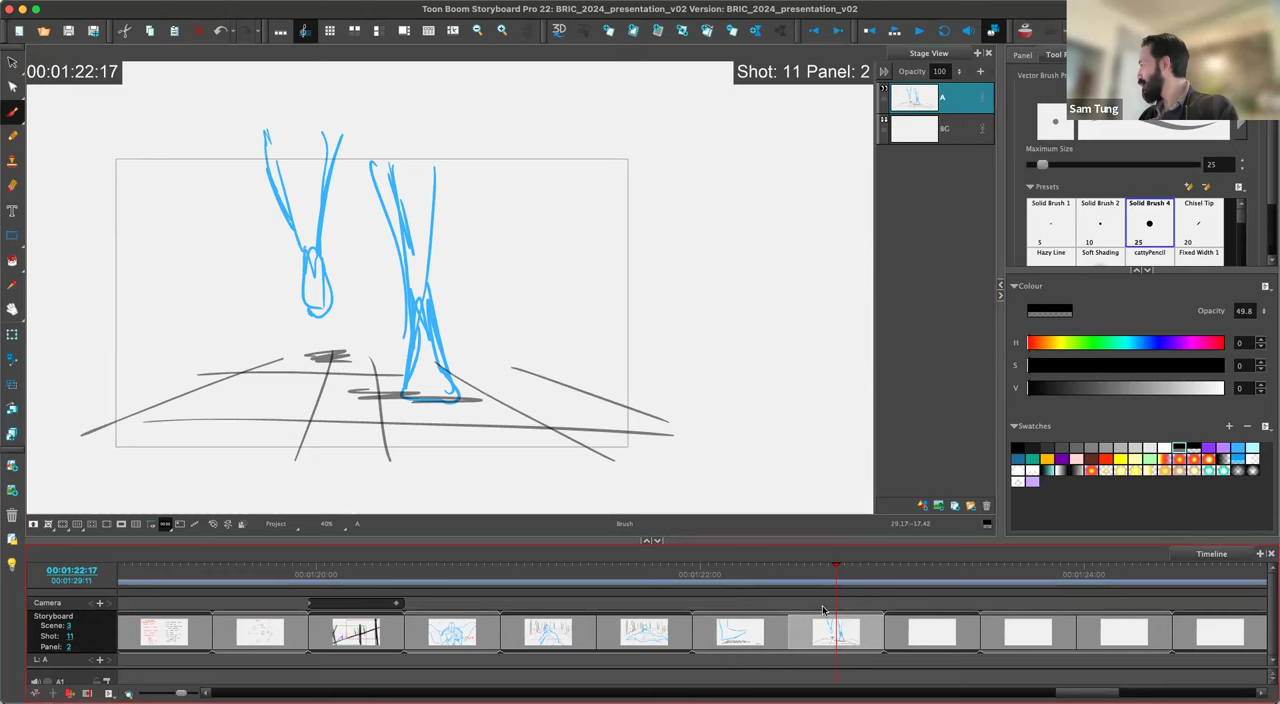 Toon Boom Storyboard Pro 22: BRIC_2024_presentation_v02 Version: BRIC_2024_presentation_v02
00:01:22:17
Shot: 11 Panel: 2
Stage View
Opacity 100
A
BG
Panel
Sam Tung
Maximum Size
25
Presets
Solid Brush 1 Solid Brush 2 Solid Brush 4 Chisel Tip
5 10 25 20
Hazy Line Soft Shading cattyPencil Fixed Width 1
Colour
Opacity 49.8
H 0
S 0
V 0
Swatches
Project 40% A Brush
Timeline
00:01:22:17
00:01:29:11
00:01:20:00 00:01:22:00 00:01:24:00
Camera
Storyboard
Scene: 3
Shot: 11
Panel: 2
L: A
A1